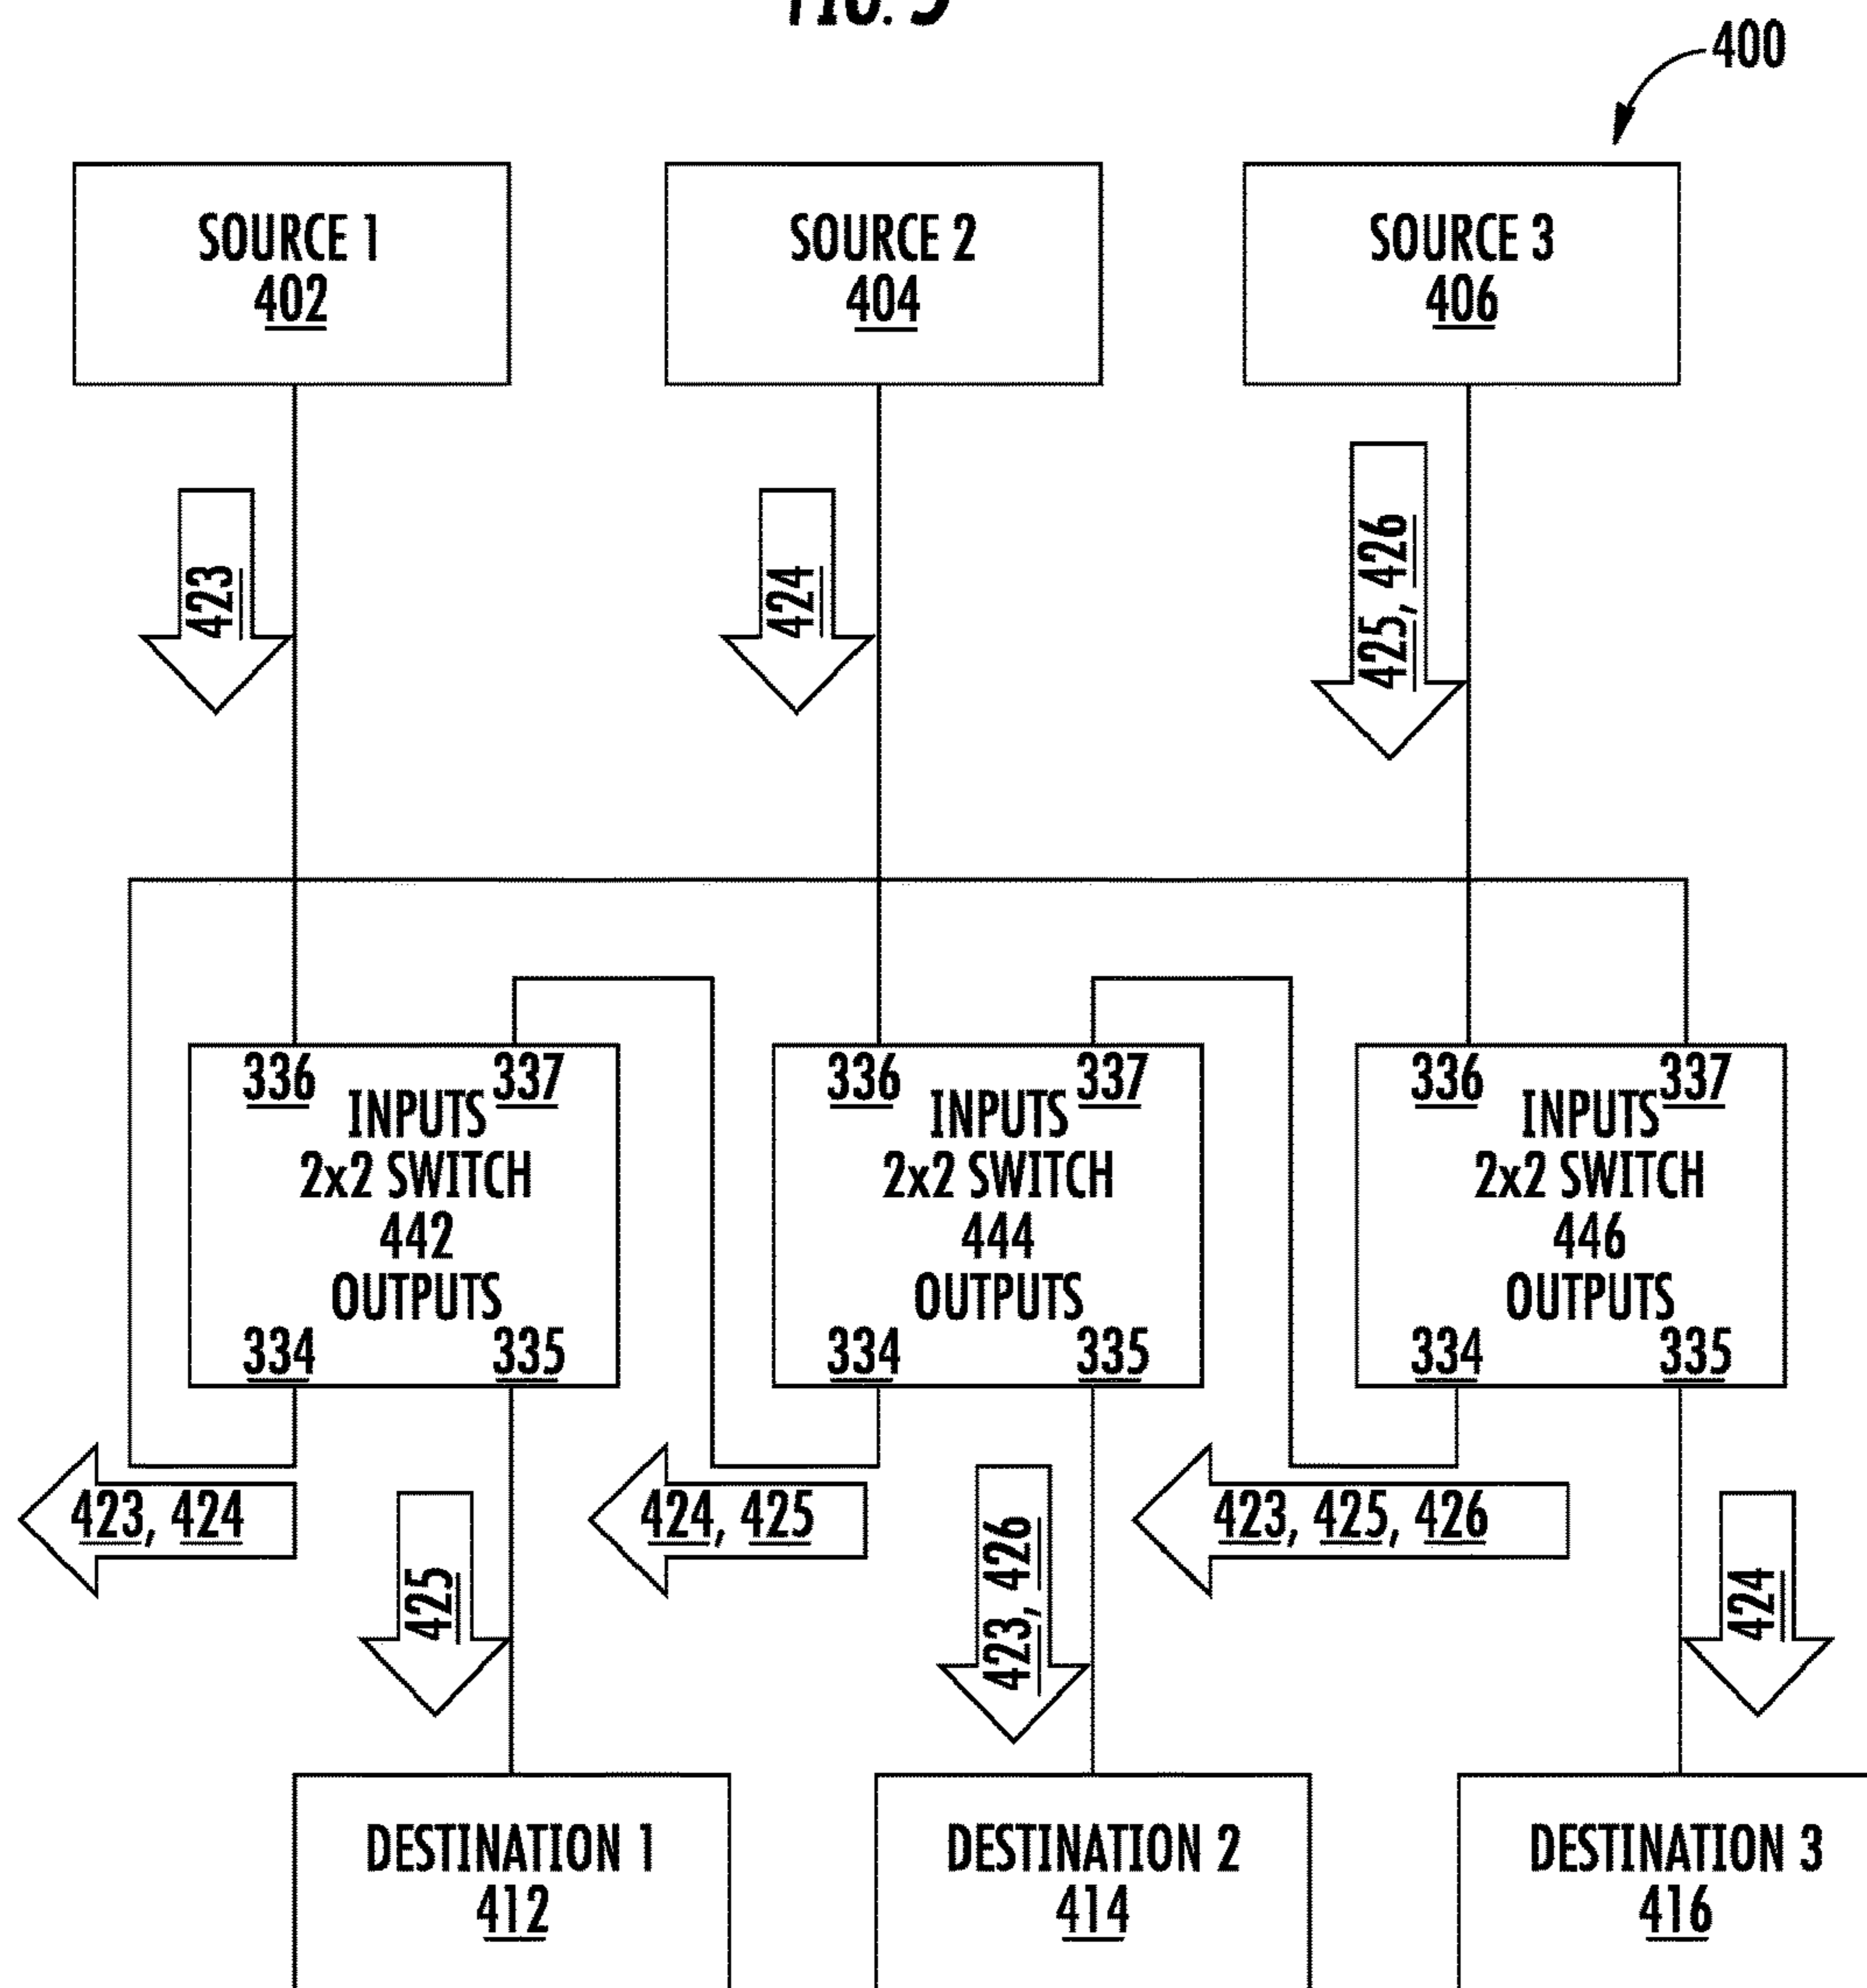 FIG. 5
400
SOURCE 1
402
SOURCE 2
404
SOURCE 3
406
423
424
425, 426
336
337
INPUTS
2x2 SWITCH
442
OUTPUTS
334
335
336
337
INPUTS
2x2 SWITCH
444
OUTPUTS
334
335
336
337
INPUTS
2x2 SWITCH
446
OUTPUTS
334
335
423, 424
425
424, 425
423, 426
423, 425, 426
424
DESTINATION 1
412
DESTINATION 2
414
DESTINATION 3
416